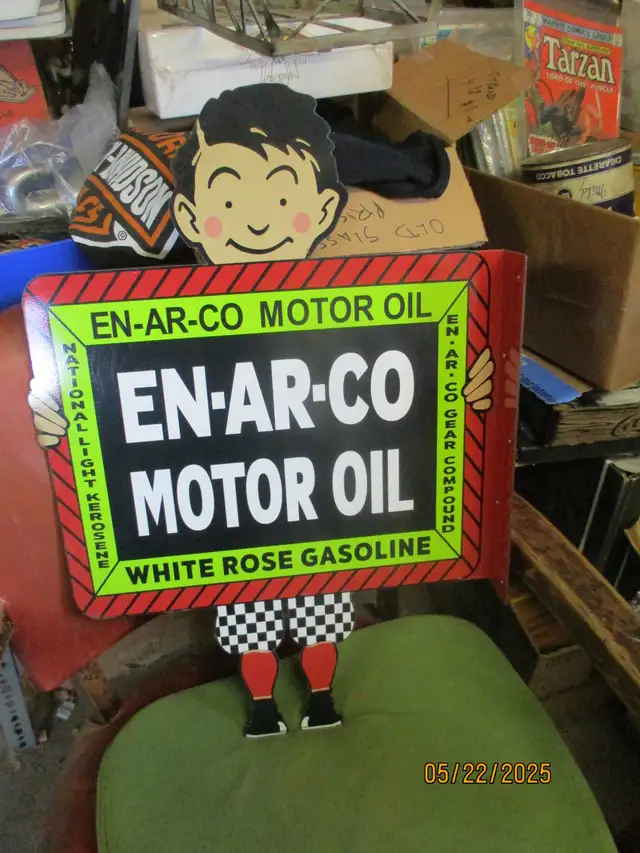 Tarzan
LORD OF THE JUNGLE
CIGARETTE TOBACCO
OLD GLASS
EN-AR-CO MOTOR OIL
NATIONAL LIGHT KEROSENE
EN-AR-CO
MOTOR OIL
EN·AR·CO GEAR COMPOUND
WHITE ROSE GASOLINE
05/22/2025